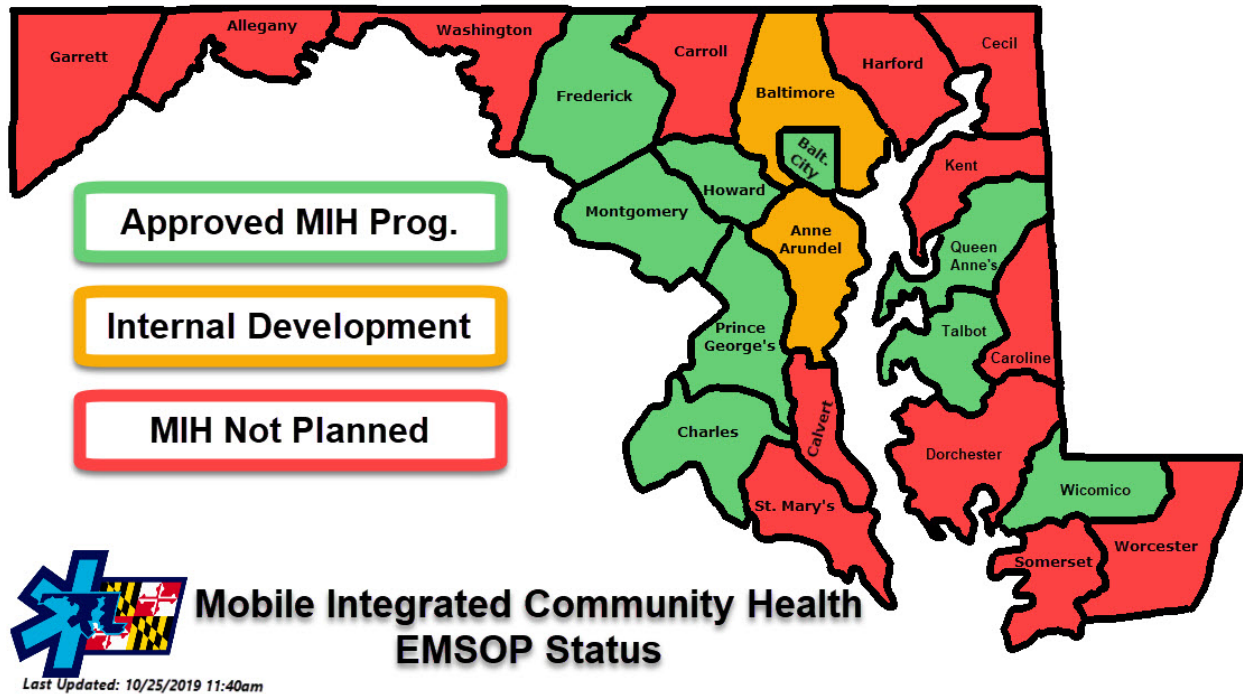 Garrett
Allegany
Washington
Frederick
Carroll
Baltimore
Harford
Cecil
Balt.
City
Kent
Howard
Montgomery
Anne
Arundel
Queen
Anne's
Prince
George's
Talbot
Caroline
Charles
Calvert
St. Mary's
Dorchester
Wicomico
Somerset
Worcester
Approved MIH Prog.
Internal Development
MIH Not Planned
Mobile Integrated Community Health
EMSOP Status
Last Updated: 10/25/2019 11:40am